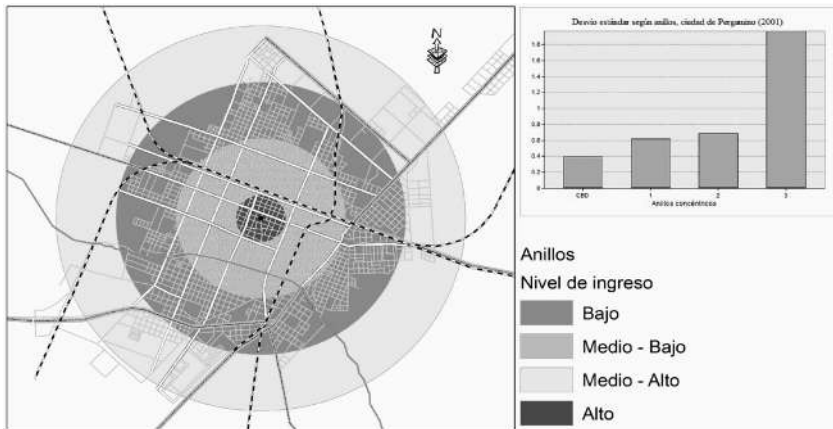 N
Desvío estándar según anillos, ciudad de Pergamino (2001)
1.8
1.6
1.4
1.2
1
0.8
0.6
0.4
0.2
0
CBD
1
2
3
Anillos concéntricos
Anillos
Nivel de ingreso
Bajo
Medio - Bajo
Medio - Alto
Alto